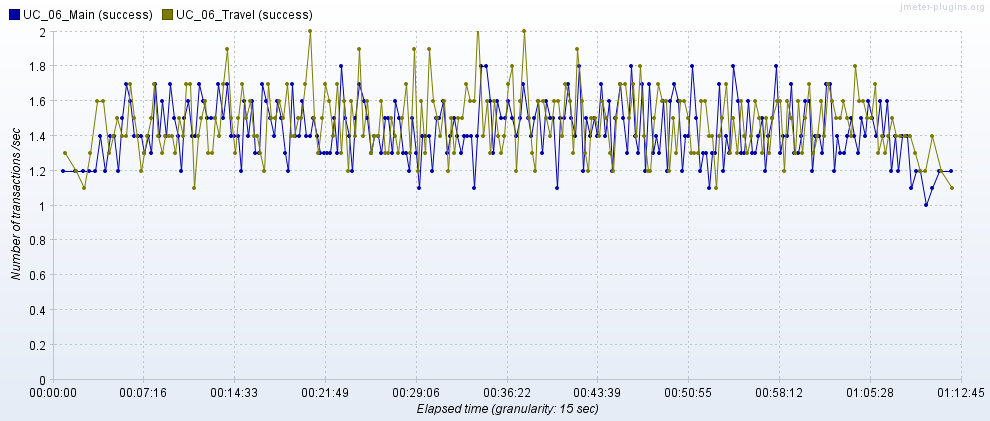 UC_06_Main (success) UC_06_Travel (success)
jmeter-plugins.org
Number of transactions/sec
2
1.8
1.6
1.4
1.2
1
0.8
0.6
0.4
0.2
0
00:00:00 00:07:16 00:14:33 00:21:49 00:29:06 00:36:22 00:43:39 00:50:55 00:58:12 01:05:28 01:12:45
Elapsed time (granularity: 15 sec)